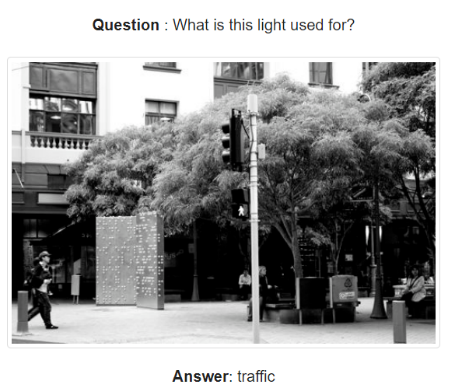 Question : What is this light used for?
Answer: traffic